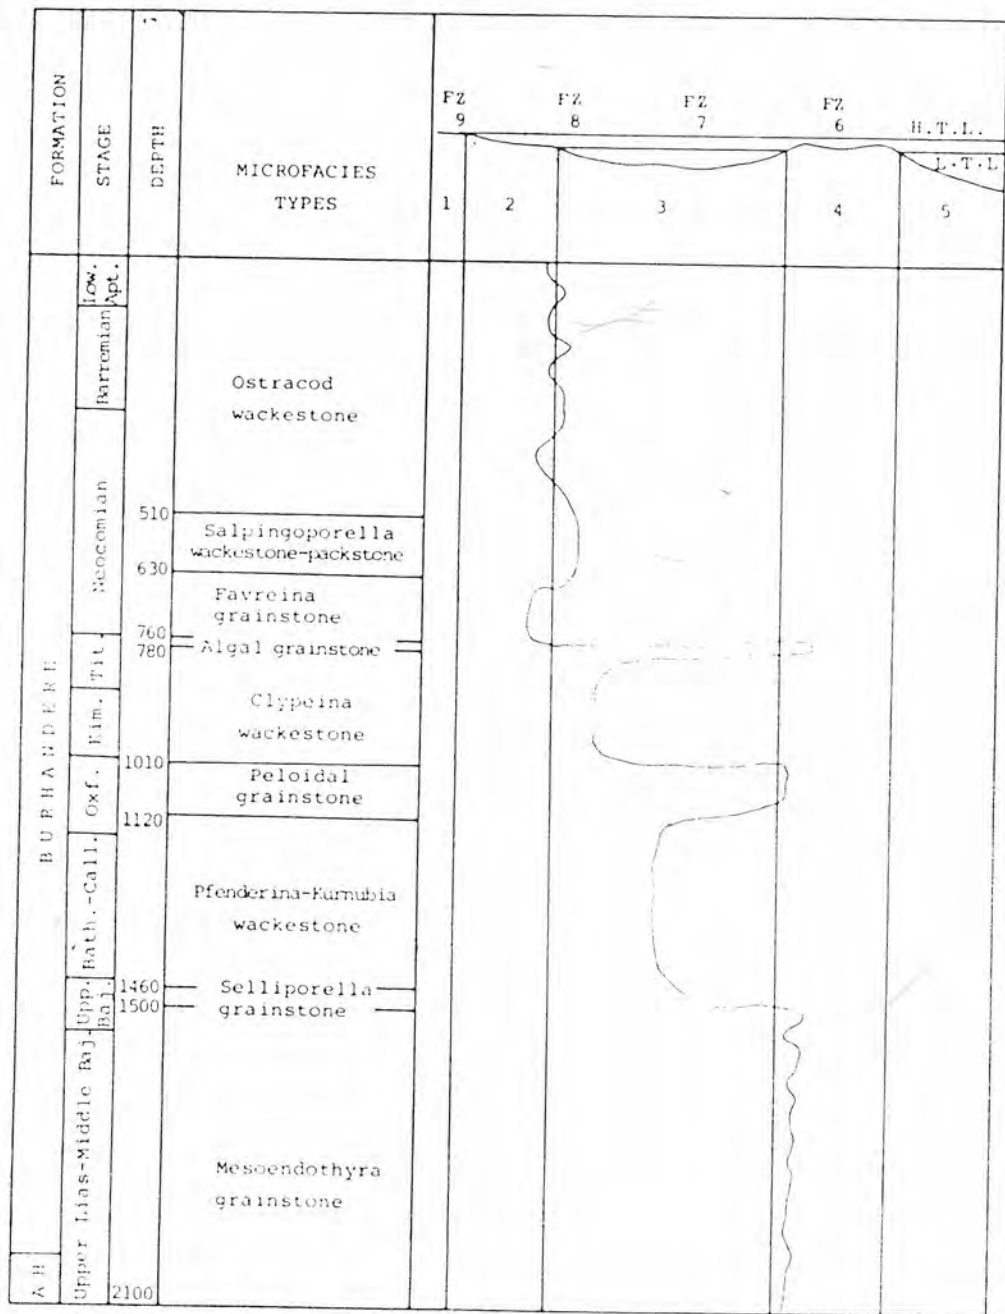 FORMATION
STAGE
DEPTH
MICROFACIES
TYPES
FZ FZ FZ FZ
9 8 7 6 H.T.L.
L.T.L
1 2 3 4 5
BURHANDERE
A H
Low.
Apt.
Barremian
Neocomian
Tit.
Kim.
Oxf.
Bath.-Call.
Upp.
Baj.
Upper Lias-Middle Baj.
Ostracod
wackestone
510
Salpingoporella
wackestone-packstone
630
Favreina
grainstone
760
780 Algal grainstone
Clypeina
wackestone
1010
Peloidal
grainstone
1120
Pfenderina-Kurnubia
wackestone
1460 Selliporella
1500 grainstone
Mesoendothyra
grainstone
2100